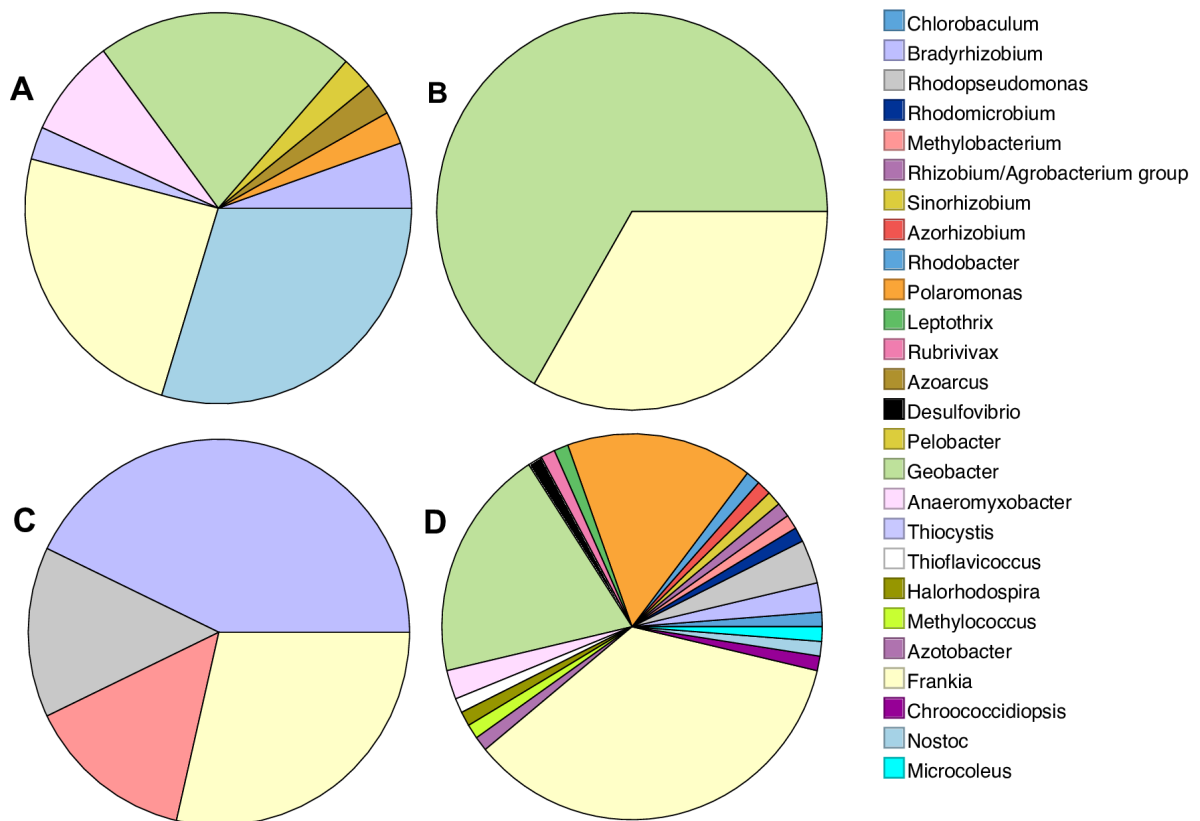 A
B
C
D
Chlorobaculum
Bradyrhizobium
Rhodopseudomonas
Rhodomicrobium
Methylobacterium
Rhizobium/Agrobacterium group
Sinorhizobium
Azorhizobium
Rhodobacter
Polaromonas
Leptothrix
Rubrivivax
Azoarcus
Desulfovibrio
Pelobacter
Geobacter
Anaeromyxobacter
Thiocystis
Thioflavicoccus
Halorhodospira
Methylococcus
Azotobacter
Frankia
Chroococcidiopsis
Nostoc
Microcoleus